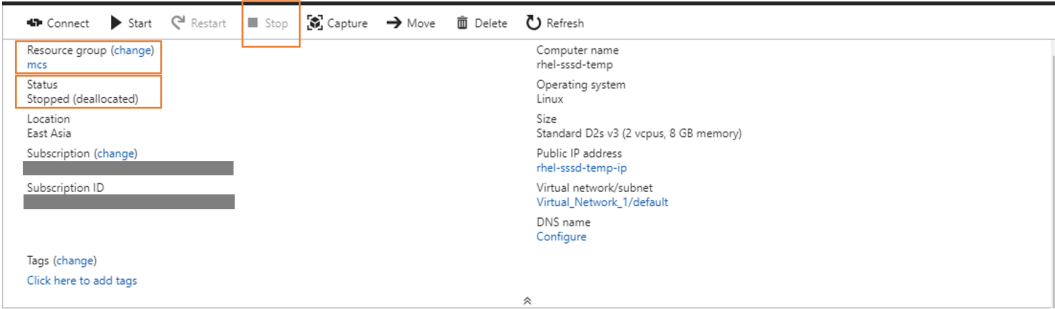 Connect Start Restart Stop Capture Move Delete Refresh
Resource group (change)
mcs
Status
Stopped (deallocated)
Location
East Asia
Subscription (change)
Subscription ID
Tags (change)
Click here to add tags
Computer name
rhel-sssd-temp
Operating system
Linux
Size
Standard D2s v3 (2 vcpus, 8 GB memory)
Public IP address
rhel-sssd-temp-ip
Virtual network/subnet
Virtual_Network_1/default
DNS name
Configure